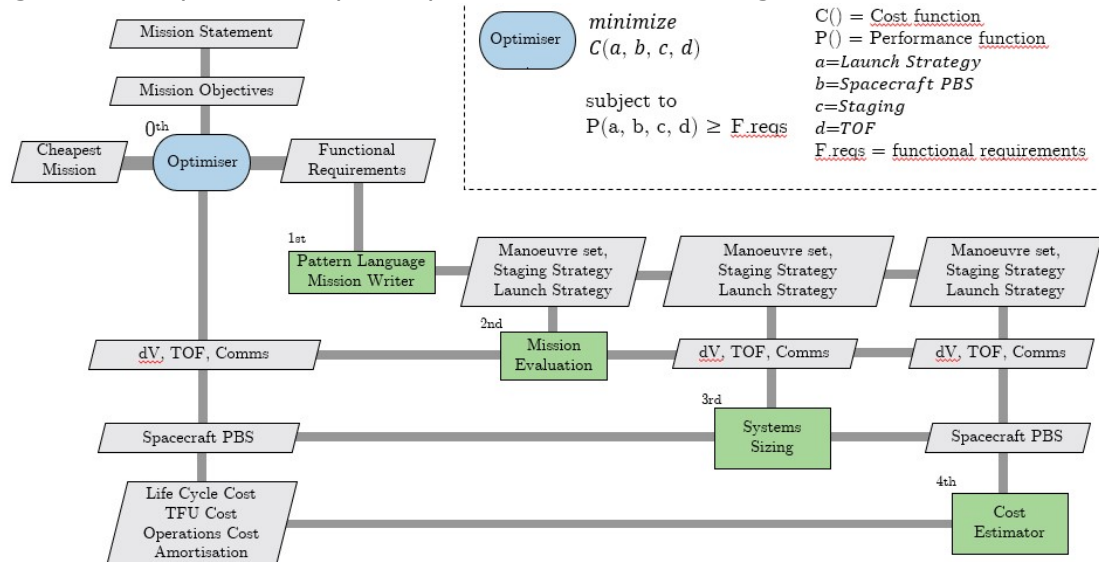 Mission Statement
Mission Objectives
0th
Cheapest
Mission
Optimiser
Functional
Requirements
Optimiser
minimize
C(a, b, c, d)
subject to
P(a, b, c, d) ≥ F.reqs
C() = Cost function
P() = Performance function
a=Launch Strategy
b=Spacecraft PBS
c=Staging
d=TOF
F.reqs = functional requirements
1st
Pattern Language
Mission Writer
Manoeuvre set,
Staging Strategy
Launch Strategy
Manoeuvre set,
Staging Strategy
Launch Strategy
Manoeuvre set,
Staging Strategy
Launch Strategy
2nd
dV, TOF, Comms
Mission
Evaluation
dV, TOF, Comms
dV, TOF, Comms
3rd
Spacecraft PBS
Systems
Sizing
Spacecraft PBS
4th
Life Cycle Cost
TFU Cost
Operations Cost
Amortisation
Cost
Estimator